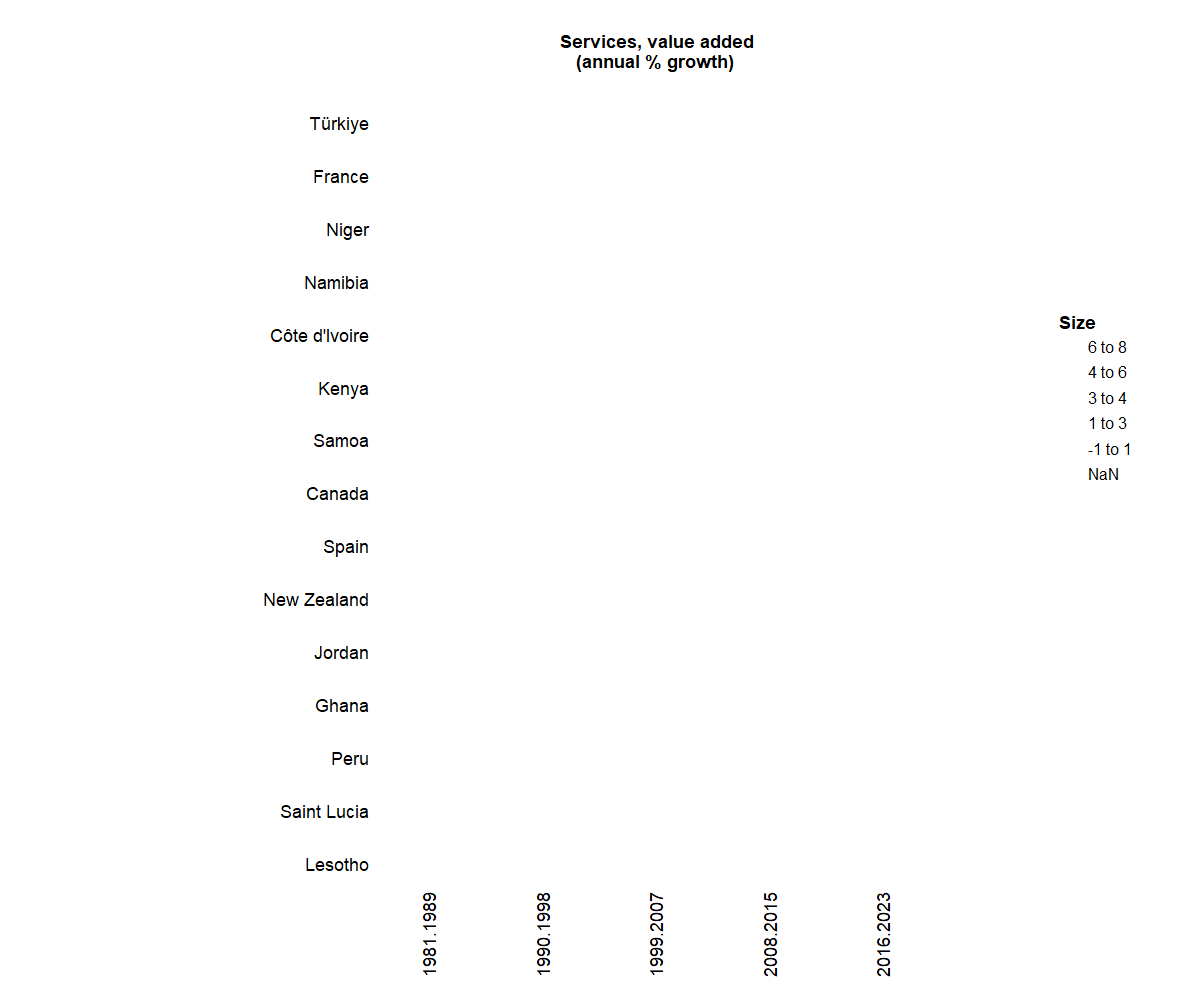 Services, value added
(annual % growth)
Türkiye
France
Niger
Namibia
Côte d'Ivoire
Kenya
Samoa
Canada
Spain
New Zealand
Jordan
Ghana
Peru
Saint Lucia
Lesotho
1981.1989
1990.1998
1999.2007
2008.2015
2016.2023
Size
6 to 8
4 to 6
3 to 4
1 to 3
-1 to 1
NaN